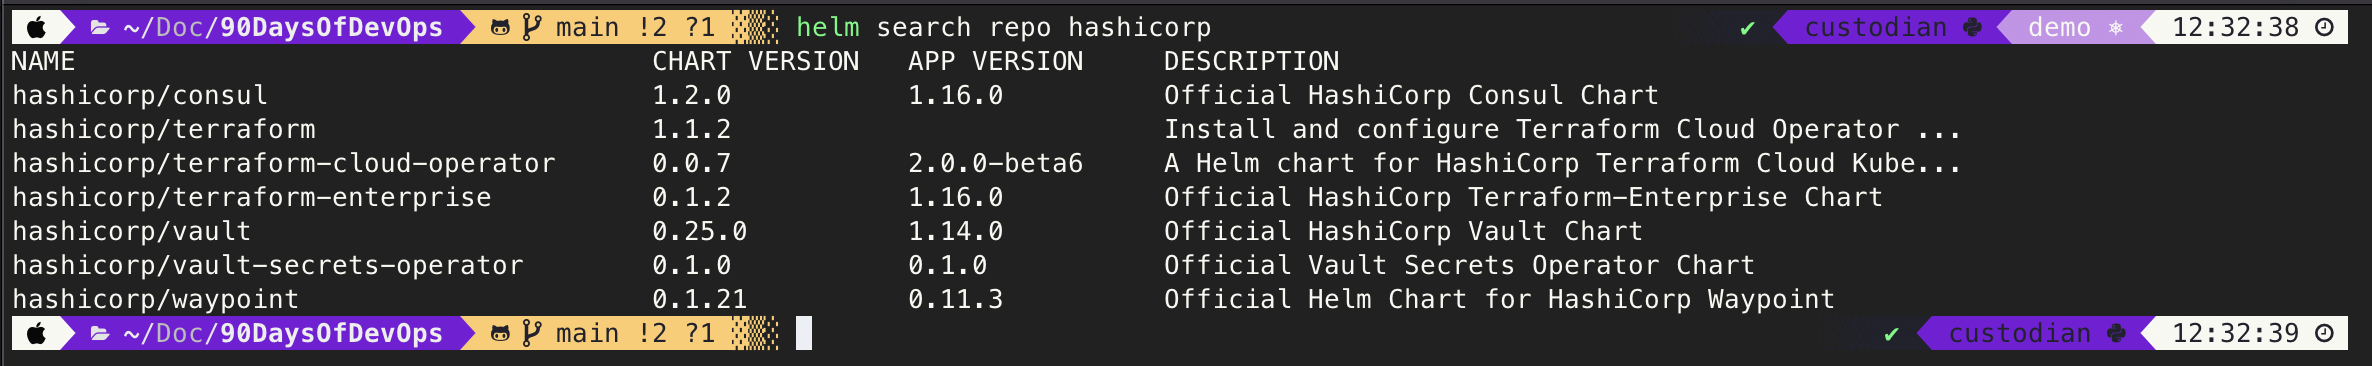 ~/Doc/90DaysOfDevOps main !2 ?1 helm search repo hashicorp ✔ custodian demo 12:32:38
NAME CHART VERSION APP VERSION DESCRIPTION
hashicorp/consul 1.2.0 1.16.0 Official HashiCorp Consul Chart
hashicorp/terraform 1.1.2 Install and configure Terraform Cloud Operator ...
hashicorp/terraform-cloud-operator 0.0.7 2.0.0-beta6 A Helm chart for HashiCorp Terraform Cloud Kube...
hashicorp/terraform-enterprise 0.1.2 1.16.0 Official HashiCorp Terraform-Enterprise Chart
hashicorp/vault 0.25.0 1.14.0 Official HashiCorp Vault Chart
hashicorp/vault-secrets-operator 0.1.0 0.1.0 Official Vault Secrets Operator Chart
hashicorp/waypoint 0.1.21 0.11.3 Official Helm Chart for HashiCorp Waypoint
~/Doc/90DaysOfDevOps main !2 ?1 ✔ custodian 12:32:39